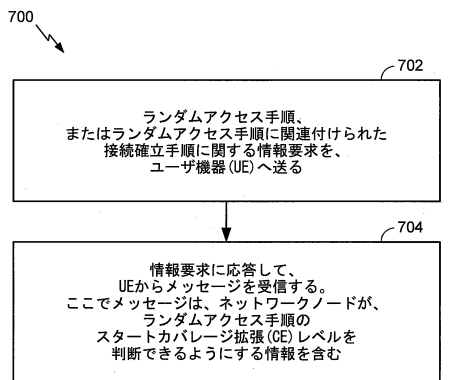 700
702
ランダムアクセス手順、
またはランダムアクセス手順に関連付けられた
接続確立手順に関する情報要求を、
ユーザ機器(UE)へ送る
704
情報要求に応答して、
UEからメッセージを受信する。
ここでメッセージは、ネットワークノードが、
ランダムアクセス手順の
スタートカバレージ拡張(CE)レベルを
判断できるようにする情報を含む